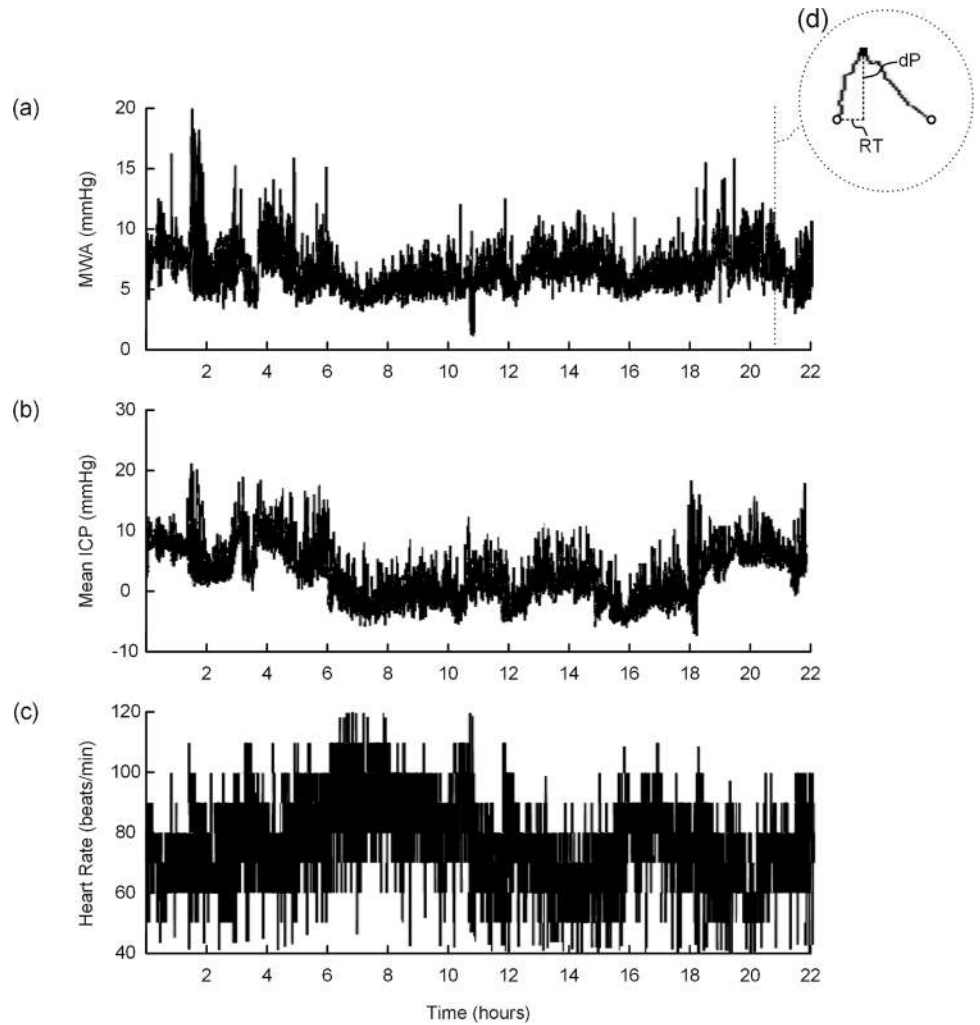 (d)
dP
RT
(a)
MWA (mmHg)
20
15
10
5
0
2 4 6 8 10 12 14 16 18 20 22
(b)
Mean ICP (mmHg)
30
20
10
0
-10
2 4 6 8 10 12 14 16 18 20 22
(c)
Heart Rate (beats/min)
120
100
80
60
40
2 4 6 8 10 12 14 16 18 20 22
Time (hours)